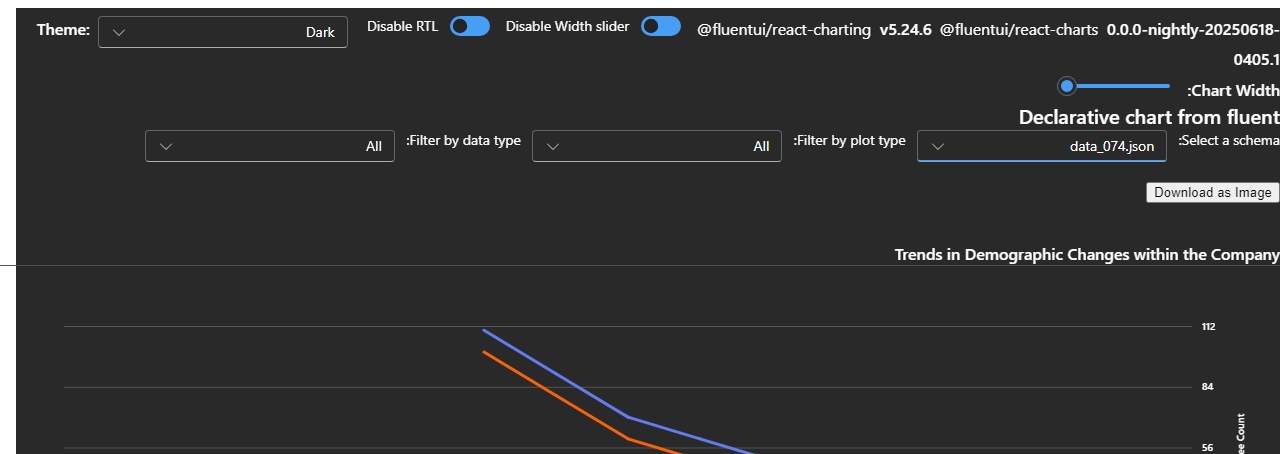 Theme: Dark Disable RTL Disable Width slider @fluentui/react-charting v5.24.6 @fluentui/react-charts 0.0.0-nightly-20250618-
0405.1
:Chart Width
Declarative chart from fluent
:Select a schema data_074.json :Filter by plot type All :Filter by data type All
Download as Image
Trends in Demographic Changes within the Company
112
84
56
ee Count